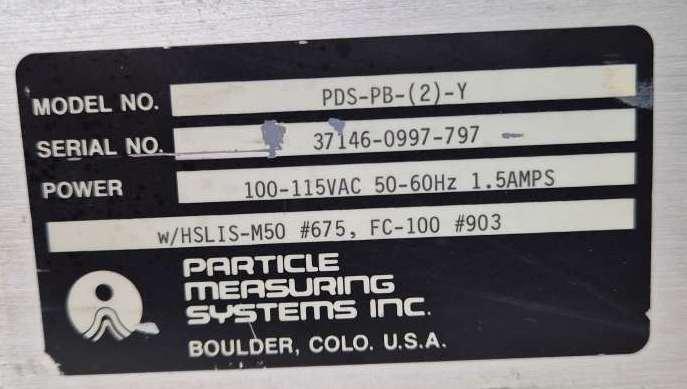 MODEL NO. PDS-PB-(2)-Y
SERIAL NO. 37146-0997-797
POWER 100-115VAC 50-60Hz 1.5AMPS
w/HSLIS-M50 #675, FC-100 #903
PARTICLE
MEASURING
SYSTEMS INC.
BOULDER, COLO. U.S.A.